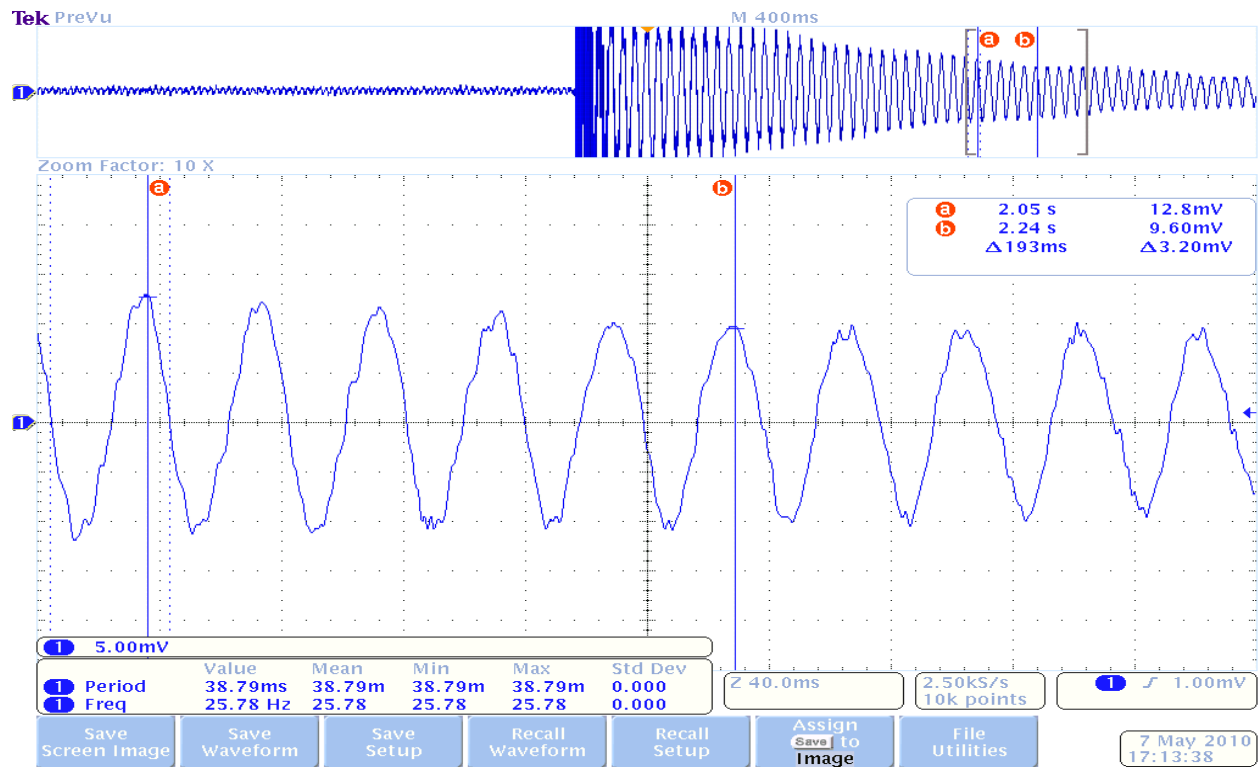 Tek PreVu M 400ms
a b
1
Zoom Factor: 10 X
a b
a 2.05 s 12.8mV
b 2.24 s 9.60mV
Δ193ms Δ3.20mV
1
1 5.00mV
Value Mean Min Max Std Dev
1 Period 38.79ms 38.79m 38.79m 38.79m 0.000
1 Freq 25.78 Hz 25.78 25.78 25.78 0.000
Z 40.0ms
2.50kS/s
10k points
1 ʃ 1.00mV
Save
Screen Image
Save
Waveform
Save
Setup
Recall
Waveform
Recall
Setup
Assign
Save to
Image
File
Utilities
7 May 2010
17:13:38